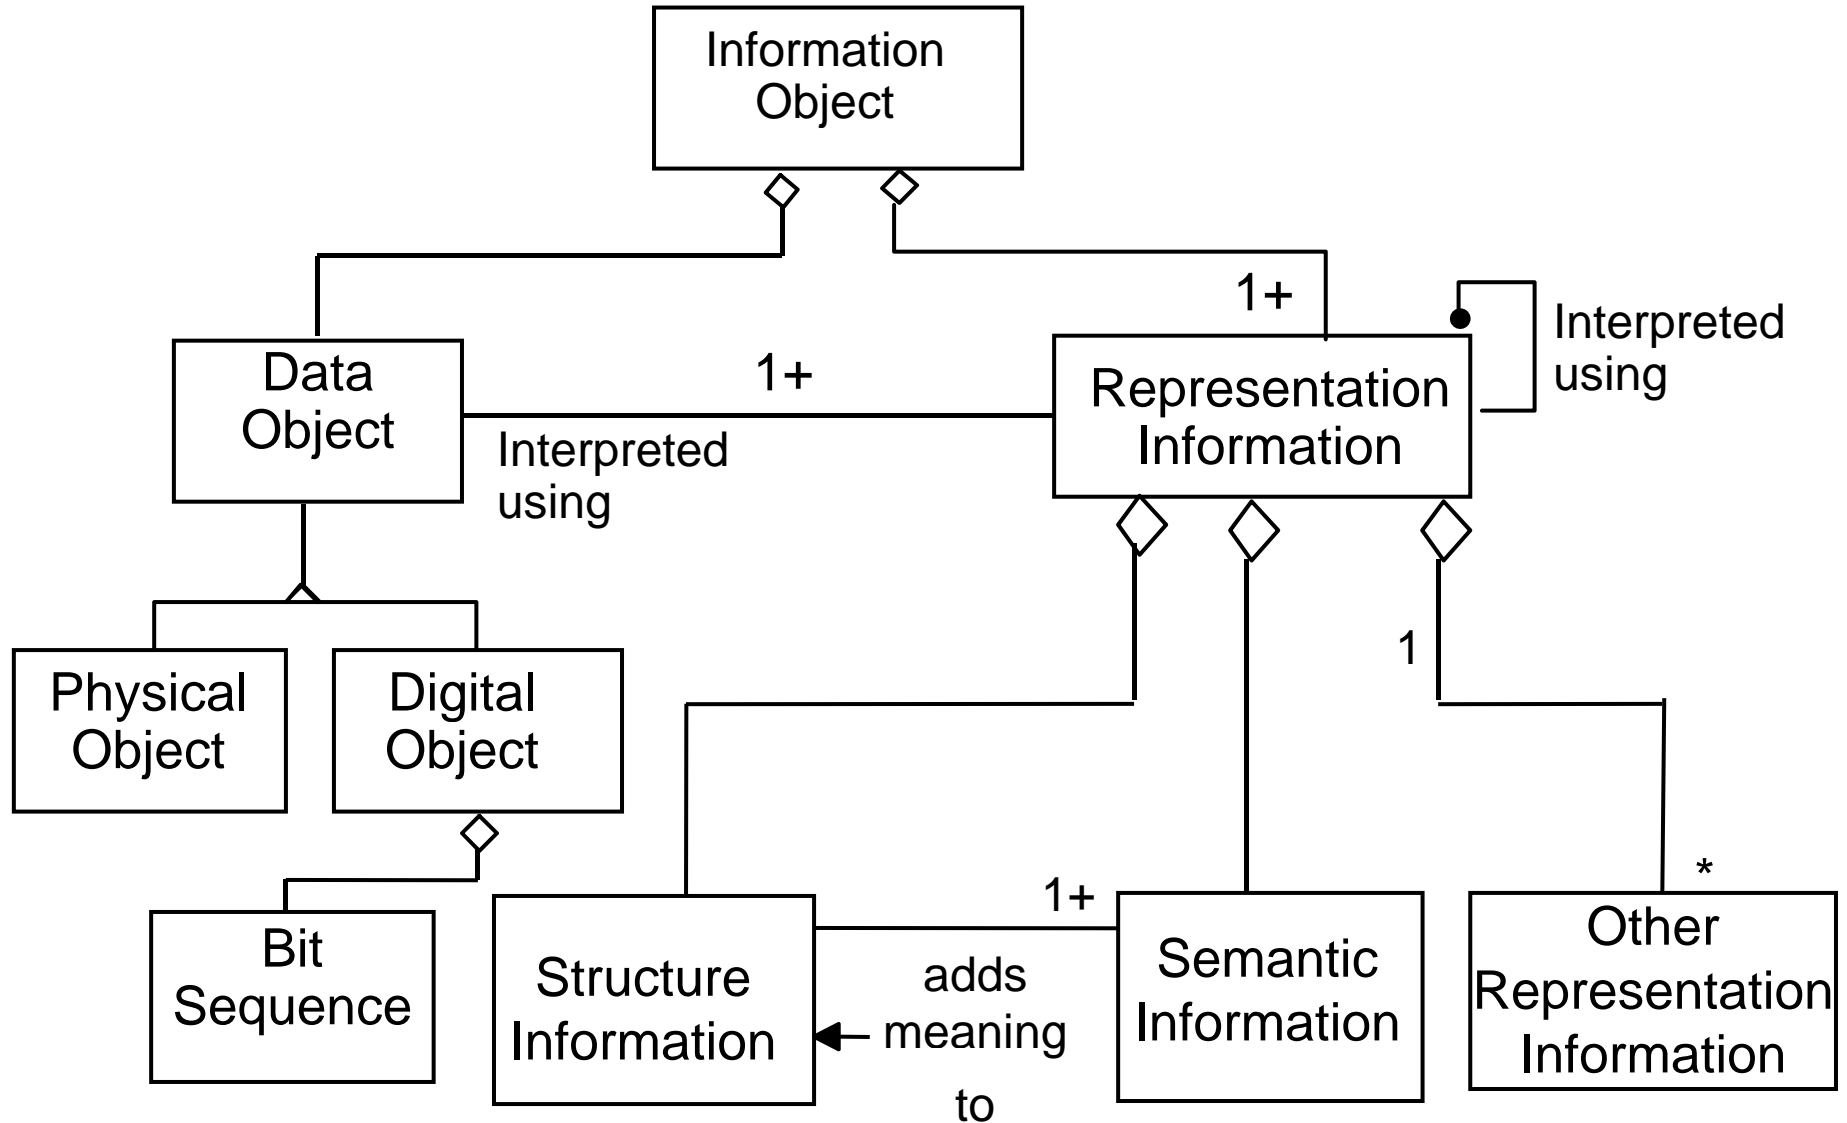 Information
Object
1+
Interpreted
using
Data
Object
1+
Interpreted
using
Representation
Information
Physical
Object
Digital
Object
1
*
Bit
Sequence
Structure
Information
1+
adds
meaning
to
Semantic
Information
Other
Representation
Information